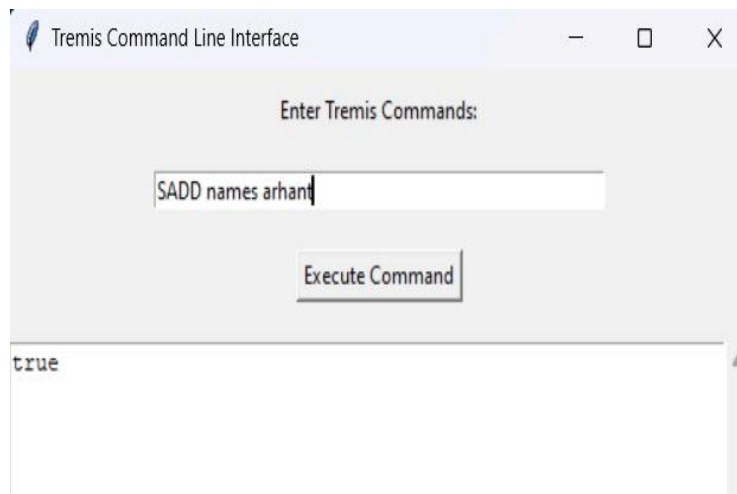 Tremis Command Line Interface
Enter Tremis Commands:
SADD names arhant
Execute Command
true